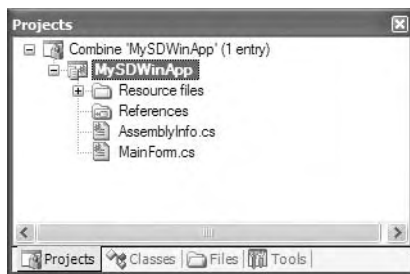 Projects
Combine 'MySDWinApp' (1 entry)
MySDWinApp
Resource files
References
AssemblyInfo.cs
MainForm.cs
Projects Classes Files Tools